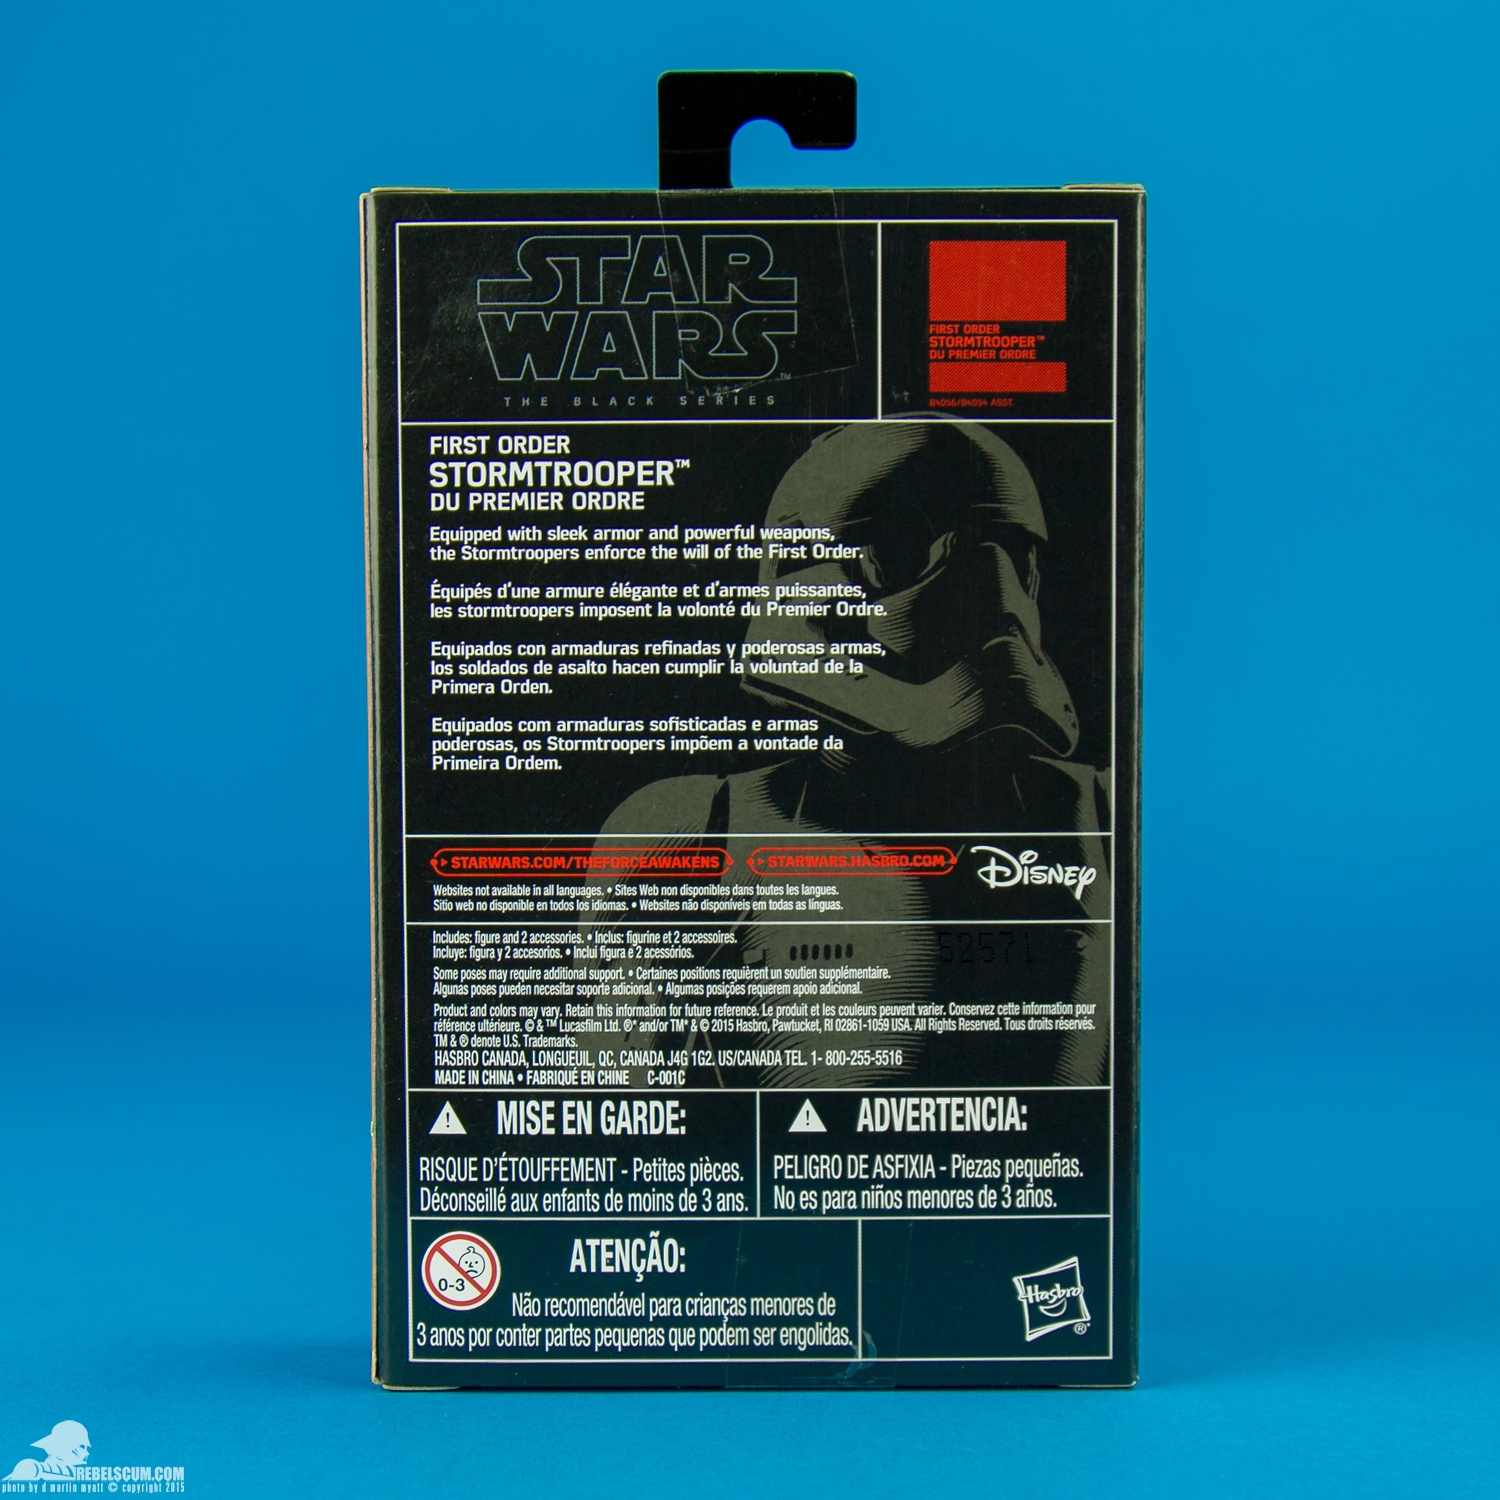 STAR
WARS
™
THE BLACK SERIES
FIRST ORDER
STORMTROOPER™
DU PREMIER ORDRE
B4056/B4054 ASST.
FIRST ORDER
STORMTROOPER™
DU PREMIER ORDRE
Equipped with sleek armor and powerful weapons,
the Stormtroopers enforce the will of the First Order.
Équipés d'une armure élégante et d'armes puissantes,
les stormtroopers imposent la volonté du Premier Ordre.
Equipados con armaduras refinadas y poderosas armas,
los soldados de asalto hacen cumplir la voluntad de la
Primera Orden.
Equipados com armaduras sofisticadas e armas
poderosas, os Stormtroopers impõem a vontade da
Primeira Ordem.
STARWARS.COM/THEFORCEAWAKENS
STARWARS.HASBRO.COM
Disney
Websites not available in all languages. • Sites Web non disponibles dans toutes les langues.
Sitio web no disponible en todos los idiomas. • Websites não disponíveis em todas as línguas.
Includes: figure and 2 accessories. • Inclus: figurine et 2 accessoires.
Incluye: figura y 2 accesorios. • Inclui figura e 2 acessórios.
52571
Some poses may require additional support. • Certaines positions requièrent un soutien supplémentaire.
Algunas poses pueden necesitar soporte adicional. • Algumas posições requerem apoio adicional.
Product and colors may vary. Retain this information for future reference. Le produit et les couleurs peuvent varier. Conservez cette information pour
référence ultérieure. © & ™ Lucasfilm Ltd. ®* and/or TM* & © 2015 Hasbro, Pawtucket, RI 02861-1059 USA. All Rights Reserved. Tous droits réservés.
TM & ® denote U.S. Trademarks.
HASBRO CANADA, LONGUEUIL, QC, CANADA J4G 1G2. US/CANADA TEL. 1- 800-255-5516
MADE IN CHINA • FABRIQUÉ EN CHINE C-001C
! MISE EN GARDE:
RISQUE D'ÉTOUFFEMENT - Petites pièces.
Déconseillé aux enfants de moins de 3 ans.
! ADVERTENCIA:
PELIGRO DE ASFIXIA - Piezas pequeñas.
No es para niños menores de 3 años.
0-3
ATENÇÃO:
Não recomendável para crianças menores de
3 anos por conter partes pequenas que podem ser engolidas.
Hasbro
®*
REBELSCUM.COM
photo by d martin myatt © copyright 2015